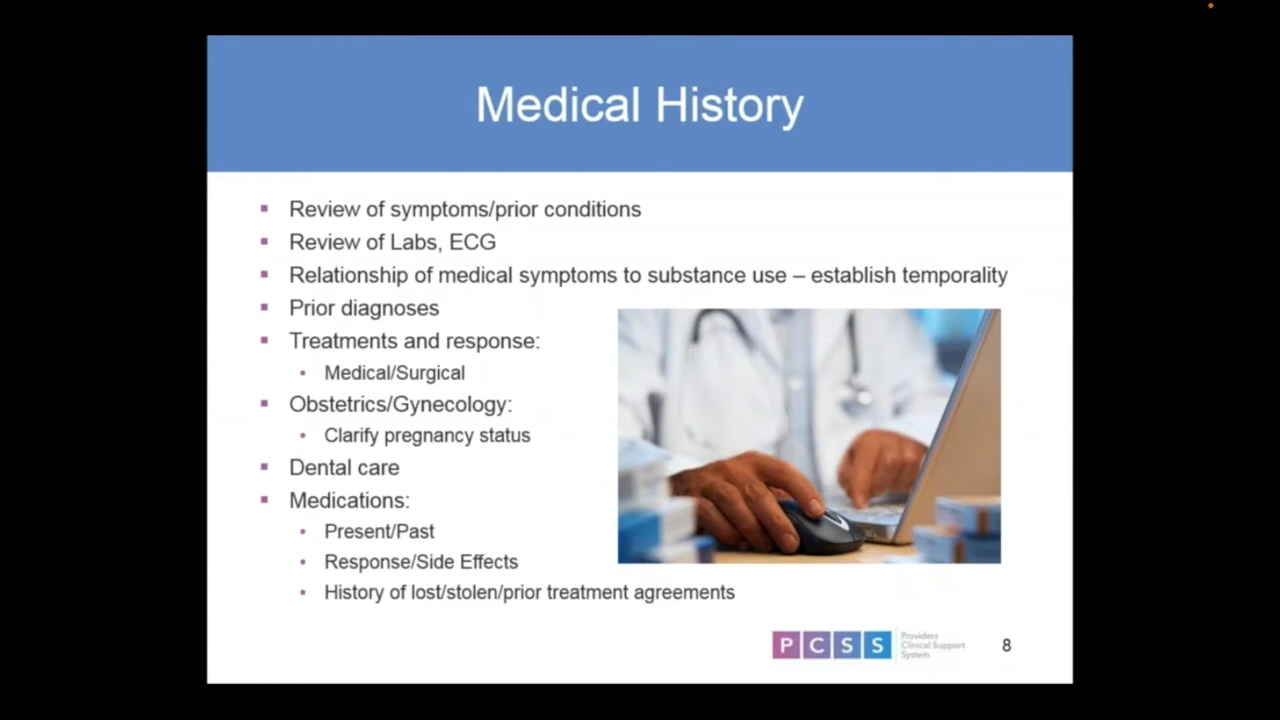 Medical History
Review of symptoms/prior conditions
Review of Labs, ECG
Relationship of medical symptoms to substance use – establish temporality
Prior diagnoses
Treatments and response:
Medical/Surgical
Obstetrics/Gynecology:
Clarify pregnancy status
Dental care
Medications:
Present/Past
Response/Side Effects
History of lost/stolen/prior treatment agreements
PCSS
Providers
Clinical Support
System
8